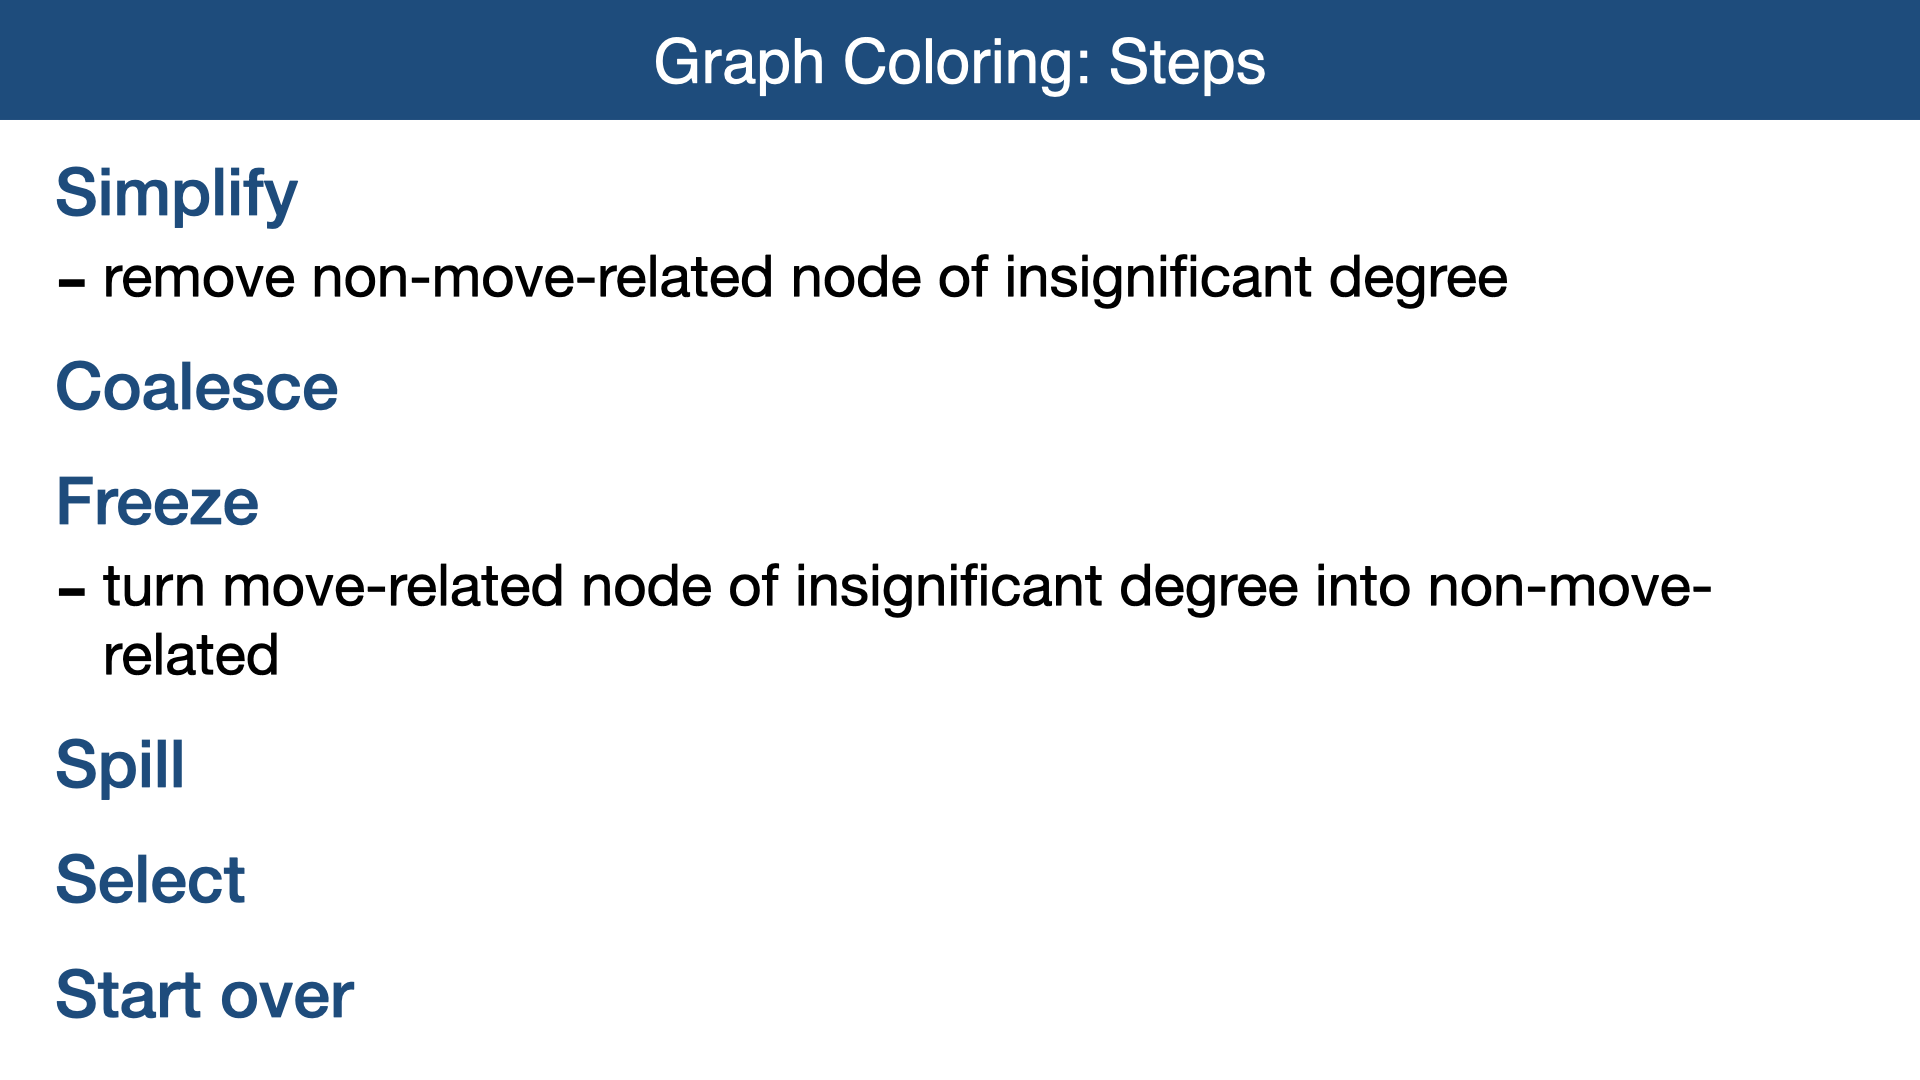 Graph Coloring: Steps
Simplify
- remove non-move-related node of insignificant degree
Coalesce
Freeze
- turn move-related node of insignificant degree into non-move-
related
Spill
Select
Start over